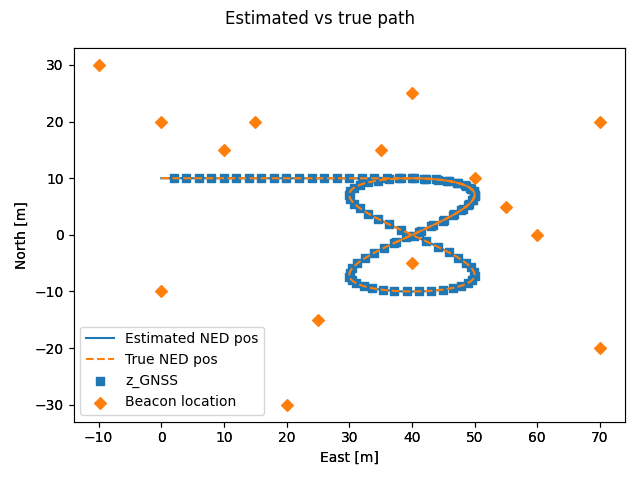 Estimated vs true path
North [m]
30
20
10
0
−10
−20
−30
Estimated NED pos
True NED pos
z_GNSS
Beacon location
−10 0 10 20 30 40 50 60 70
East [m]